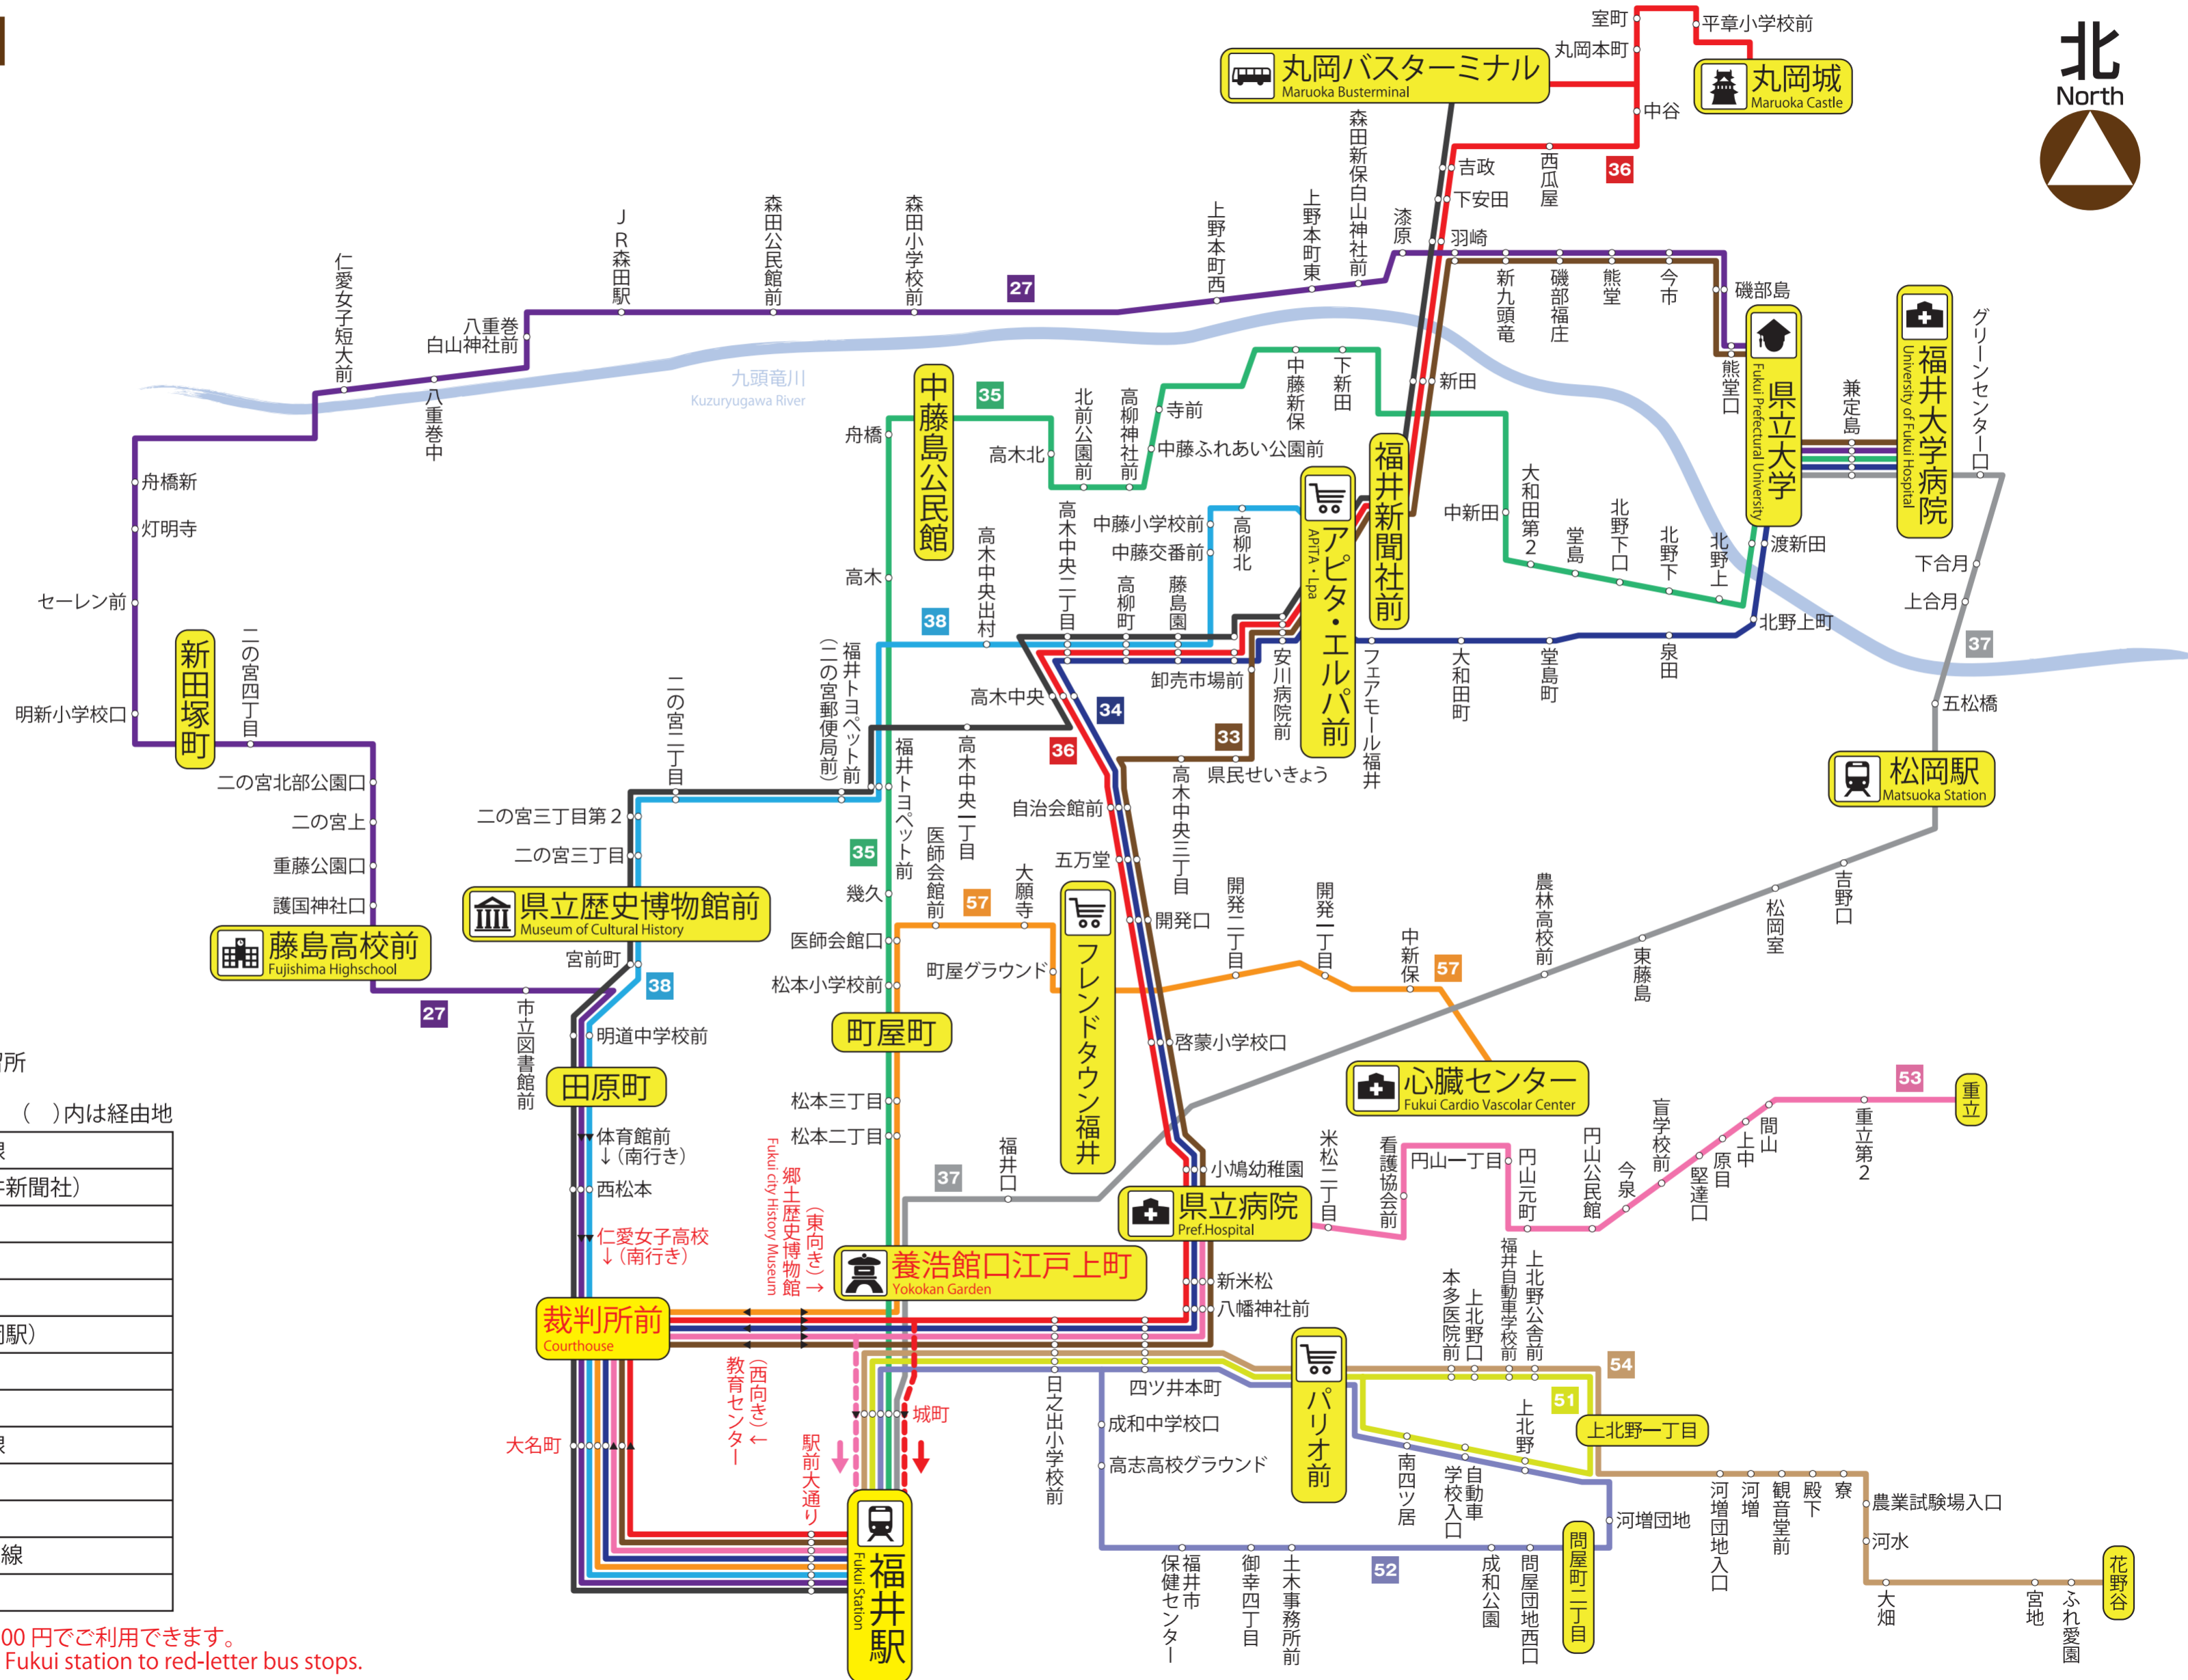 北
North
室町
平章小学校前
丸岡本町
丸岡バスターミナル
Maruoka Busterminal
丸岡城
Maruoka Castle
中谷
吉政
西瓜屋
36
下安田
森田新保白山神社前
上野本町東
上野本町西
漆原
羽崎
新九頭竜
磯部福庄
熊堂
今市
磯部島
熊堂口
27
森田小学校前
森田公民館前
JR森田駅
八重巻
白山神社前
仁愛女子短大前
八重巻中
九頭竜川
Kuzuryugawa River
舟橋新
灯明寺
セーレン前
明新小学校口
新田塚町
二の宮四丁目
二の宮北部公園口
二の宮上
重藤公園口
護国神社口
藤島高校前
Fujishima Highschool
27
市立図書館前
県立大学
Fukui Prefectural University
福井大学病院
University of Fukui Hospital
兼定島
グリーンセンター口
下合月
上合月
37
五松橋
松岡駅
Matsuoka Station
吉野口
松岡室
東藤島
農林高校前
渡新田
北野上町
中藤島公民館
35
舟橋
高木
高木北
北前公園前
高柳神社前
寺前
中藤ふれあい公園前
中藤新保
下新田
新田
中新田
大和田第2
堂島
北野下口
北野下
北野上
福井新聞社前
アピタ・エルパ前
APITA・Lpa
中藤小学校前
中藤交番前
高柳北
高木中央出村
高木中央二丁目
高柳町
藤島園
38
卸売市場前
安川病院前
フェアモール福井
大和田町
堂島町
泉田
高木中央
34
33
36
県民せいきょう
高木中央三丁目
高木中央一丁目
福井トヨペット前
(二の宮郵便局前)
福井トヨペット前
二の宮二丁目
二の宮三丁目第2
二の宮三丁目
県立歴史博物館前
Museum of Cultural History
宮前町
38
明道中学校前
田原町
体育館前
↓(南行き)
西松本
仁愛女子高校
↓(南行き)
裁判所前
Courthouse
大名町
35
幾久
医師会館前
57
大願寺
医師会館口
松本小学校前
町屋グラウンド
町屋町
松本三丁目
松本二丁目
自治会館前
五万堂
フレンドタウン福井
開発口
開発二丁目
開発一丁目
中新保
57
啓蒙小学校口
心臓センター
Fukui Cardio Vascolar Center
小鳩幼稚園
県立病院
Pref.Hospital
新米松
八幡神社前
37
福井口
郷土歴史博物館
(東向き)→
Fukui city History Museum
養浩館口江戸上町
Yokokan Garden
教育センター
(西向き)←
城町
駅前大通り
福井駅
Fukui Station
米松二丁目
看護協会前
円山一丁目
円山元町
円山公民館
今泉
盲学校前
堅達口
原目
上中
間山
53
重立第2
重立
日之出小学校前
四ツ井本町
成和中学校口
高志高校グラウンド
パリオ前
本多医院前
上北野口
福井自動車学校前
上北野公舎前
54
51
上北野一丁目
上北野
南四ツ居
自動車
学校入口
河増団地
河増団地入口
河増
観音堂前
殿下
寮
農業試験場入口
河水
大畑
宮地
ふれ愛園
花野谷
福井市
保健センター
御幸四丁目
土木事務所前
52
成和公園
問屋団地西口
問屋町二丁目
留所
( )内は経由地
線
井新聞社)
岡駅)
線
線
00 円でご利用できます。
Fukui station to red-letter bus stops.